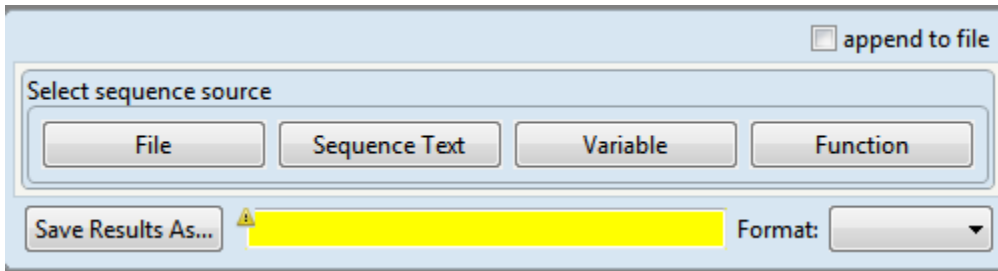 append to file
Select sequence source
File Sequence Text Variable Function
Save Results As... Format: